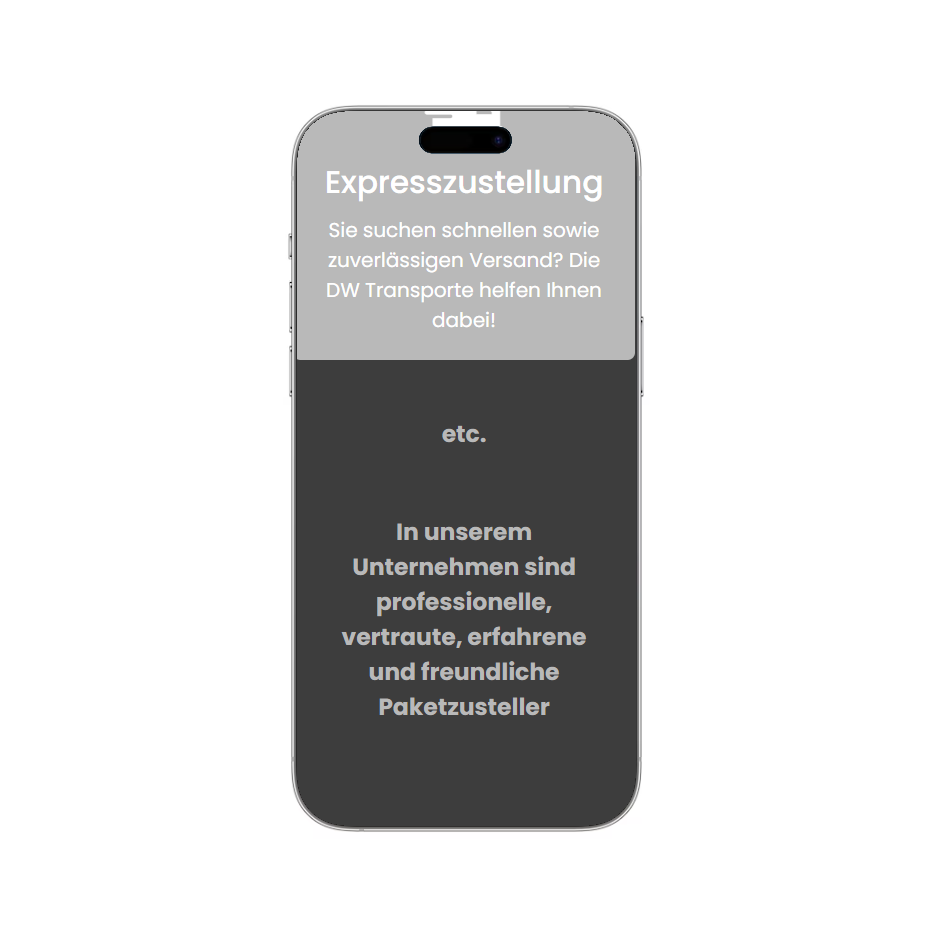 Expresszustellung
Sie suchen schnellen sowie
zuverlässigen Versand? Die
DW Transporte helfen Ihnen
dabei!
etc.
In unserem
Unternehmen sind
professionelle,
vertraute, erfahrene
und freundliche
Paketzusteller